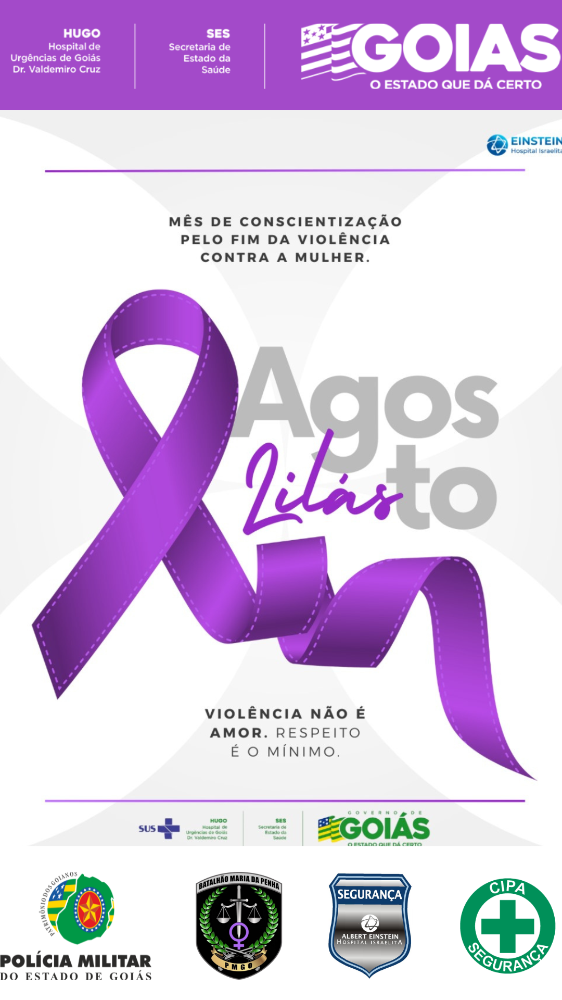 HUGO
Hospital de
Urgências de Goiás
Dr. Valdemiro Cruz
SES
Secretaria de
Estado da
Saúde
GOIAS
O ESTADO QUE DÁ CERTO
EINSTEIN
Hospital Israelita
MÊS DE CONSCIENTIZAÇÃO
PELO FIM DA VIOLÊNCIA
CONTRA A MULHER.
Agos
Lilás
to
VIOLÊNCIA NÃO É
AMOR. RESPEITO
É O MÍNIMO.
SUS
HUGO
Hospital de
Urgências de Goiás
Dr. Valdemiro Cruz
SES
Secretaria de
Estado da
Saúde
GOVERNO DE
GOIÁS
O ESTADO QUE DÁ CERTO
PATRIMÔNIO DOS GOIANOS
POLÍCIA MILITAR
DO ESTADO DE GOIÁS
BATALHÃO MARIA DA PENHA
PMGO
SEGURANÇA
ALBERT EINSTEIN
HOSPITAL ISRAELITA
CIPA
SEGURANÇA